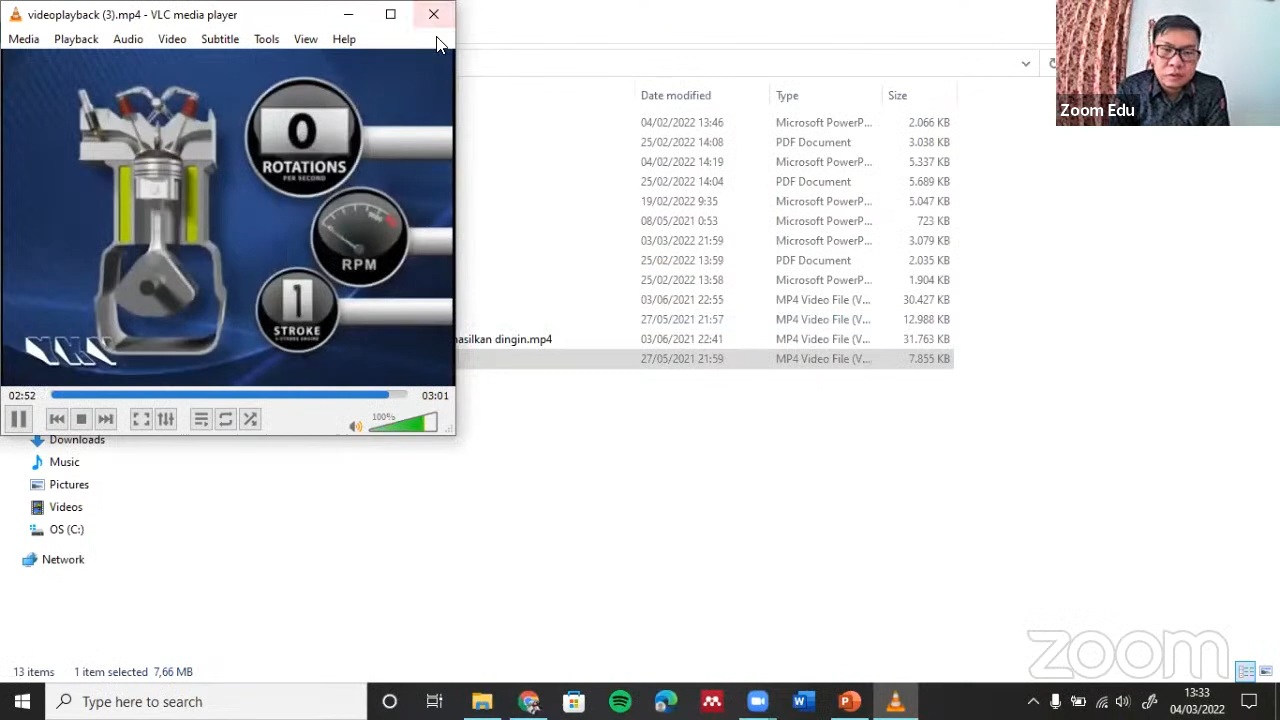 videoplayback (3).mp4 - VLC media player
Media Playback Audio Video Subtitle Tools View Help
0
ROTATIONS
PER SECOND
RPM
1
STROKE
02:52 03:01
100%
Zoom Edu
Date modified Type Size
04/02/2022 13:46 Microsoft PowerP... 2.066 KB
25/02/2022 14:08 PDF Document 3.038 KB
04/02/2022 14:19 Microsoft PowerP... 5.337 KB
25/02/2022 14:04 PDF Document 5.689 KB
19/02/2022 9:35 Microsoft PowerP... 5.047 KB
08/05/2021 0:53 Microsoft PowerP... 723 KB
03/03/2022 21:59 Microsoft PowerP... 3.079 KB
25/02/2022 13:59 PDF Document 2.035 KB
25/02/2022 13:58 Microsoft PowerP... 1.904 KB
03/06/2021 22:55 MP4 Video File (V... 30.427 KB
27/05/2021 21:57 MP4 Video File (V... 12.988 KB
nasilkan dingin.mp4 03/06/2021 22:41 MP4 Video File (V... 31.763 KB
27/05/2021 21:59 MP4 Video File (V... 7.855 KB
Downloads
Music
Pictures
Videos
OS (C:)
Network
zoom
13 items 1 item selected 7,66 MB
Type here to search
13:33
04/03/2022